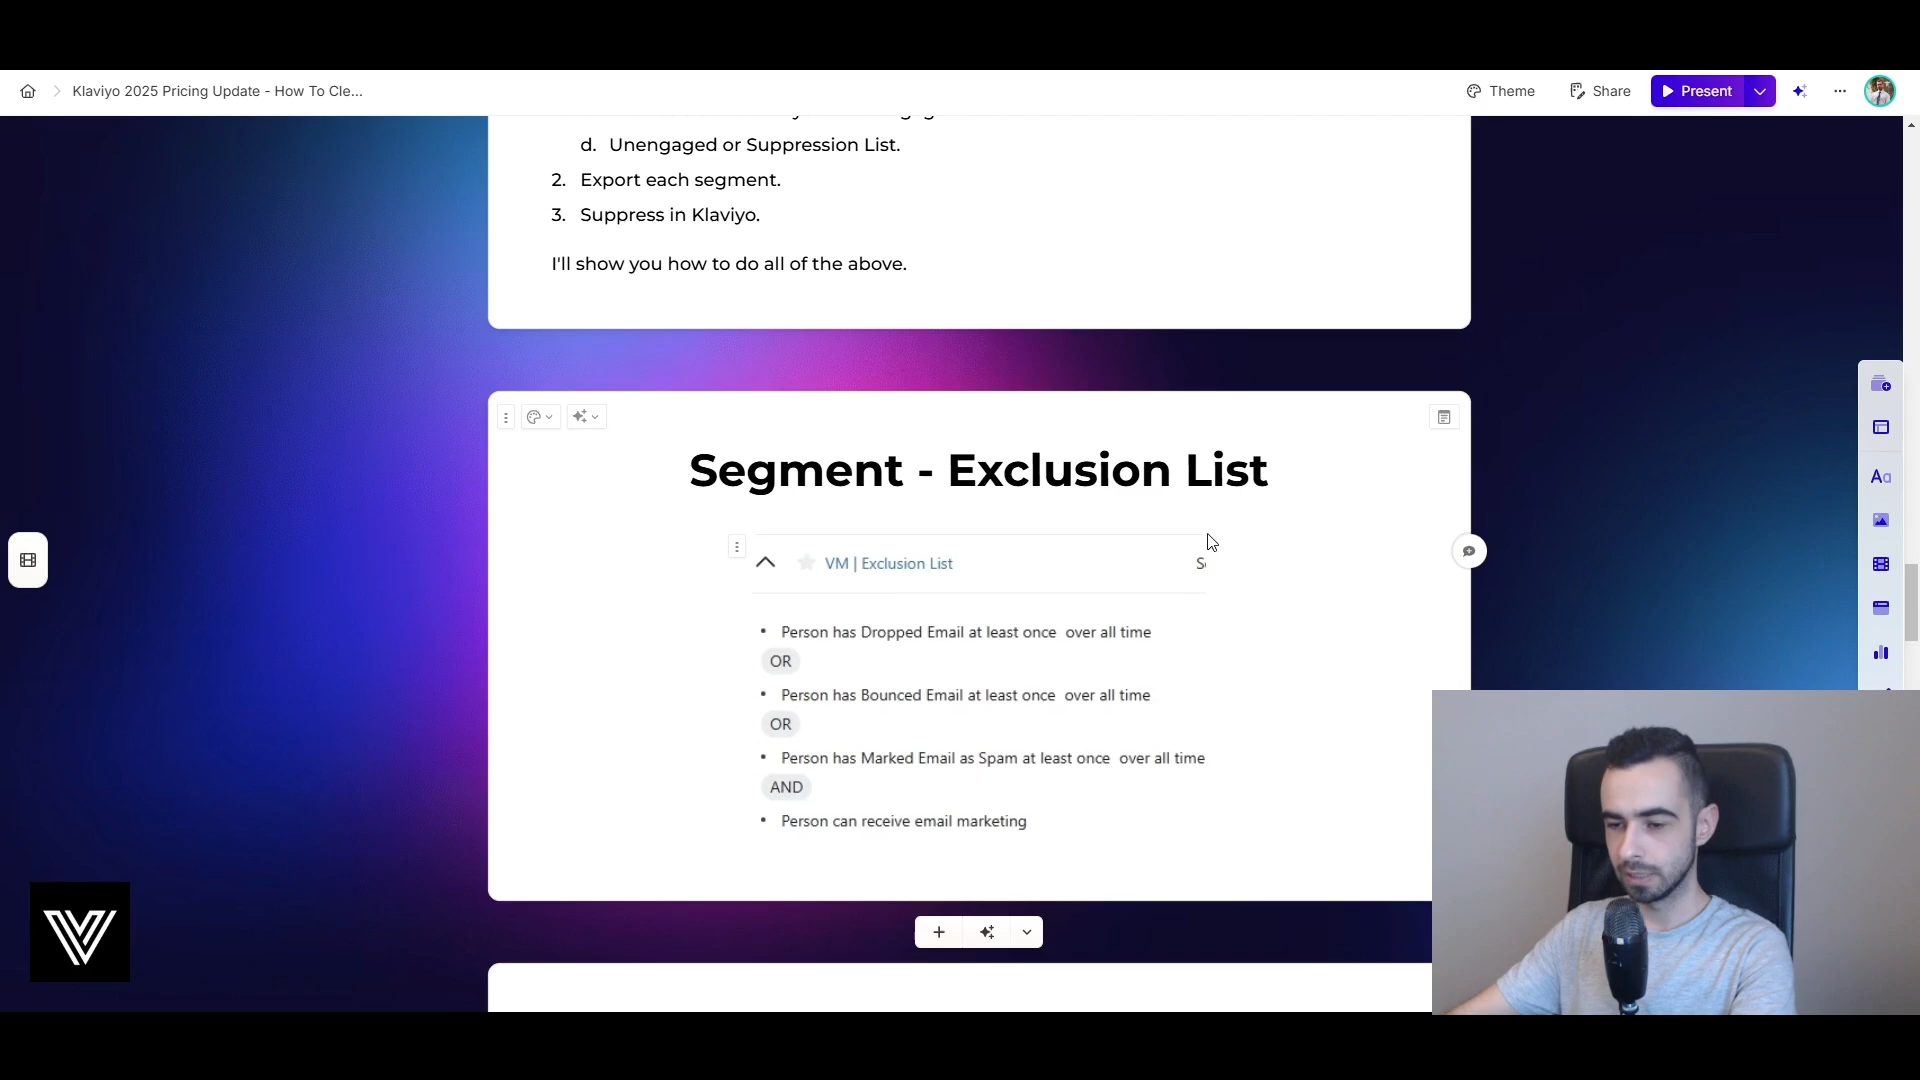 Klaviyo 2025 Pricing Update - How To Cle...
Theme
Share
Present
d. Unengaged or Suppression List.
2. Export each segment.
3. Suppress in Klaviyo.
I'll show you how to do all of the above.
Segment - Exclusion List
VM | Exclusion List
• Person has Dropped Email at least once over all time
OR
• Person has Bounced Email at least once over all time
OR
• Person has Marked Email as Spam at least once over all time
AND
• Person can receive email marketing
Aa